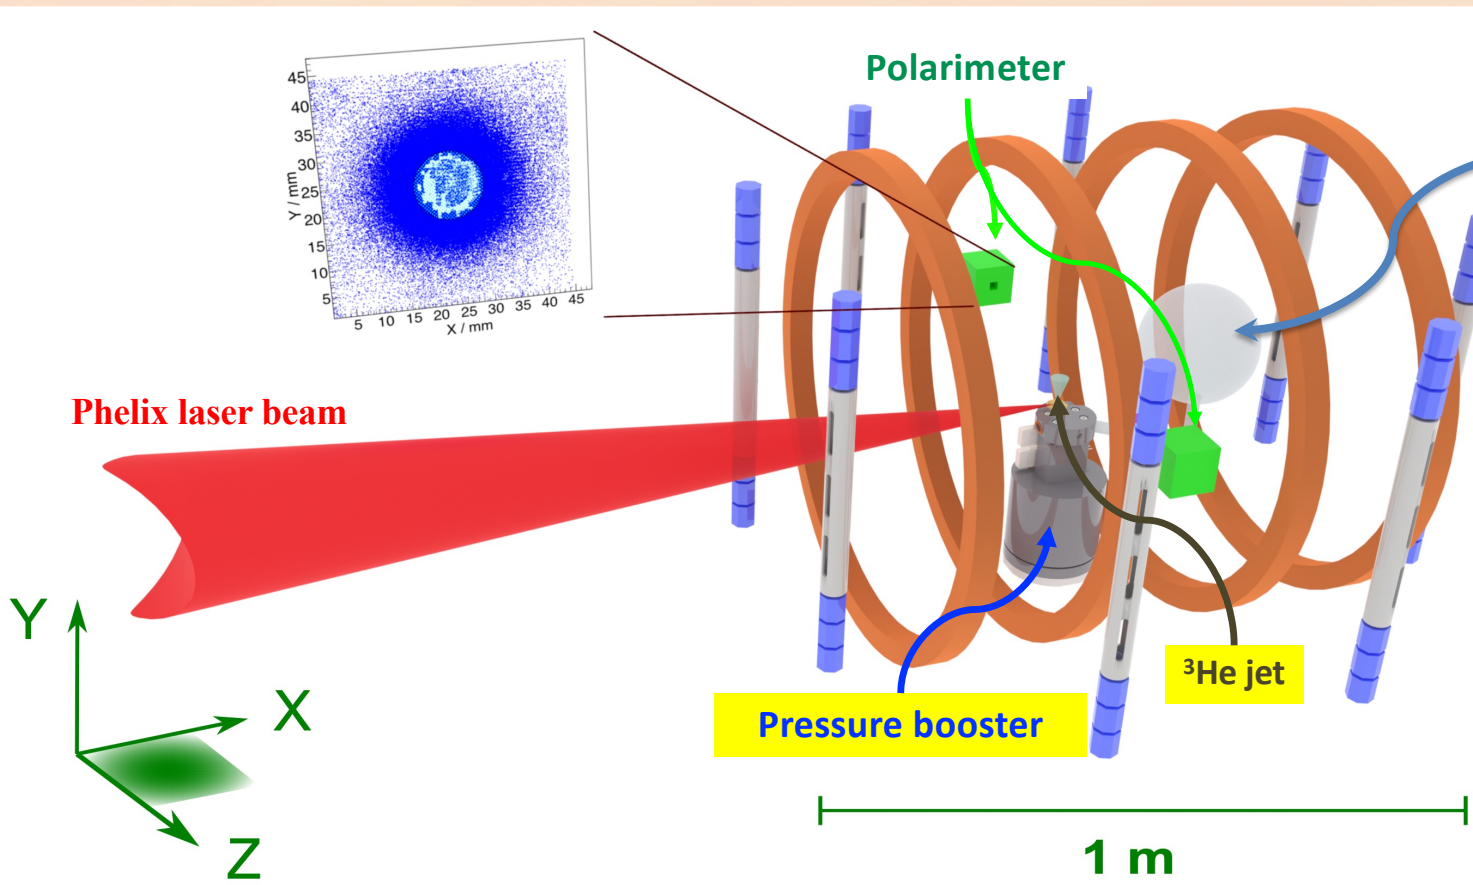 Polarimeter
45
40
35
30
25
20
15
10
5
Y / mm
5 10 15 20 25 30 35 40 45
X / mm
Phelix laser beam
Y
X
Z
³He jet
Pressure booster
1 m